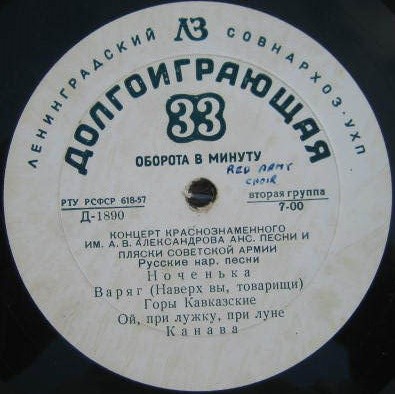 ЛЕНИНГРАДСКИЙ ЛЗ СОВНАРХОЗ·УХП
ДОЛГОИГРАЮЩАЯ
33
ОБОРОТА В МИНУТУ
RED ARMY
CHOIR
РТУ РСФСР 618-57
вторая группа
Д-1890
7-00
КОНЦЕРТ КРАСНОЗНАМЕННОГО
ИМ. А. В. АЛЕКСАНДРОВА АНС. ПЕСНИ И
ПЛЯСКИ СОВЕТСКОЙ АРМИИ
Русские нар. песни
Ноченька
Варяг (Наверх вы, товарищи)
Горы Кавказские
Ой, при лужку, при луне
Канава